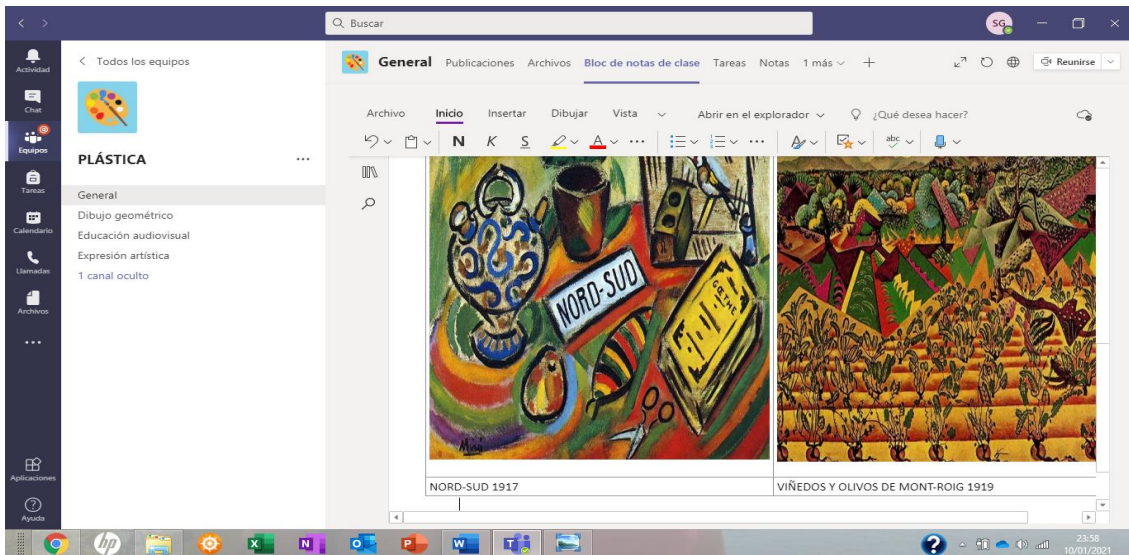 Buscar
SG
Actividad
Chat
Equipos
Tareas
Calendario
Llamadas
Archivos
Aplicaciones
Ayuda
Todos los equipos
PLÁSTICA
General
Dibujo geométrico
Educación audiovisual
Expresión artística
1 canal oculto
General Publicaciones Archivos Bloc de notas de clase Tareas Notas 1 más Reunirse
Archivo Inicio Insertar Dibujar Vista Abrir en el explorador ¿Qué desea hacer?
N K S A abc
NORD-SUD
GOETHE
Miró
NORD-SUD 1917
VIÑEDOS Y OLIVOS DE MONT-ROIG 1919
23:58
10/01/2021